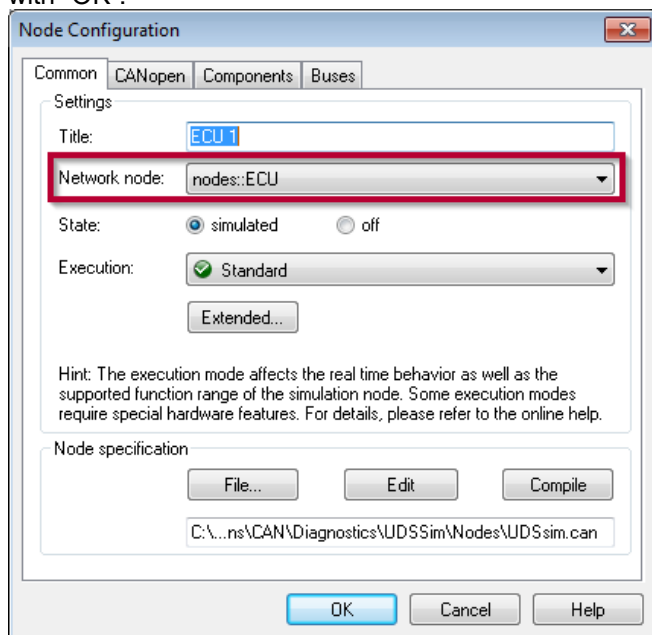 with "OK".
Node Configuration
Common CANopen Components Buses
Settings
Title: ECU 1
Network node: nodes::ECU
State: simulated off
Execution: Standard
Extended...
Hint: The execution mode affects the real time behavior as well as the
supported function range of the simulation node. Some execution modes
require special hardware features. For details, please refer to the online help.
Node specification
File... Edit Compile
C:\...ns\CAN\Diagnostics\UDSSim\Nodes\UDSsim.can
OK Cancel Help